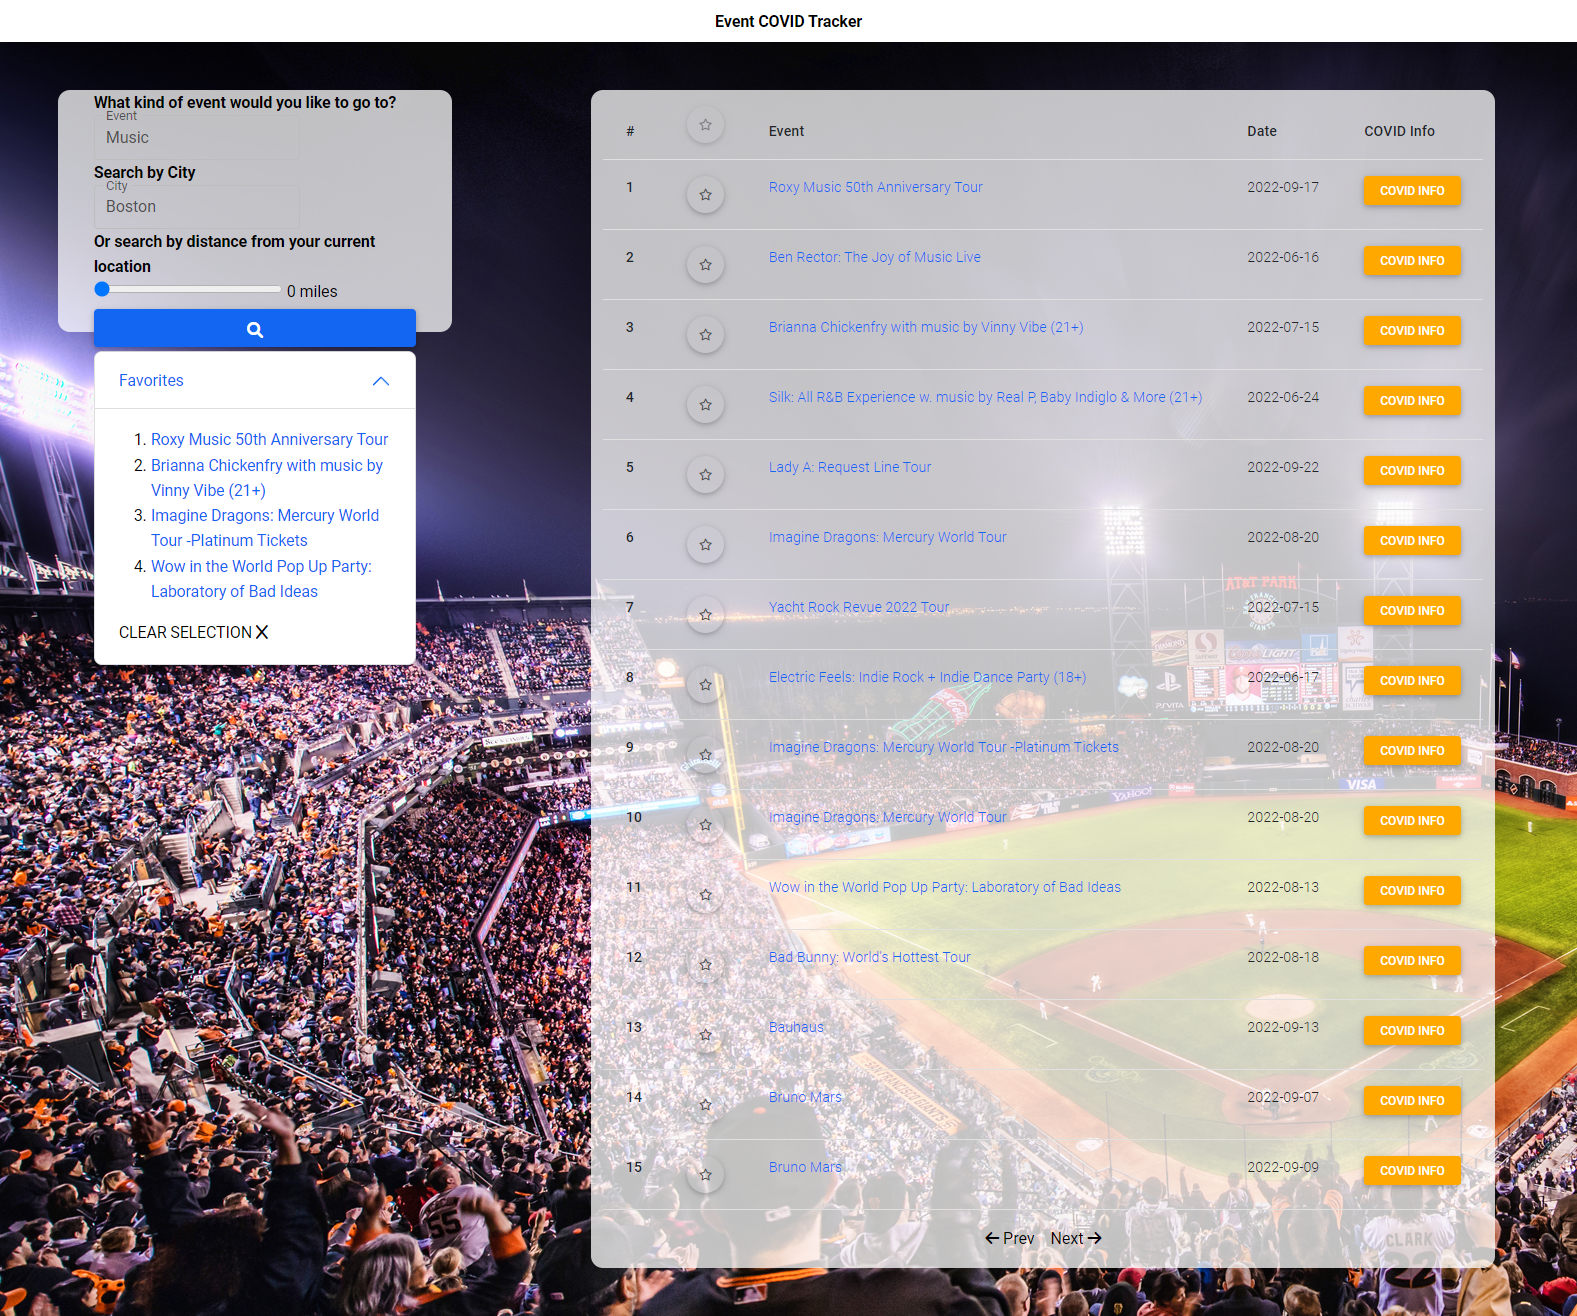 Event COVID Tracker
What kind of event would you like to go to?
Event
Music
Search by City
City
Boston
Or search by distance from your current
location
0 miles
Favorites
1. Roxy Music 50th Anniversary Tour
2. Brianna Chickenfry with music by
Vinny Vibe (21+)
3. Imagine Dragons: Mercury World
Tour -Platinum Tickets
4. Wow in the World Pop Up Party:
Laboratory of Bad Ideas
CLEAR SELECTION X
# Event Date COVID Info
1 Roxy Music 50th Anniversary Tour 2022-09-17 COVID INFO
2 Ben Rector: The Joy of Music Live 2022-06-16 COVID INFO
3 Brianna Chickenfry with music by Vinny Vibe (21+) 2022-07-15 COVID INFO
4 Silk: All R&B Experience w. music by Real P, Baby Indiglo & More (21+) 2022-06-24 COVID INFO
5 Lady A: Request Line Tour 2022-09-22 COVID INFO
6 Imagine Dragons: Mercury World Tour 2022-08-20 COVID INFO
AT&T PARK
7 Yacht Rock Revue 2022 Tour 2022-07-15 COVID INFO
8 Electric Feels: Indie Rock + Indie Dance Party (18+) 2022-06-17 COVID INFO
9 Imagine Dragons: Mercury World Tour -Platinum Tickets 2022-08-20 COVID INFO
YAHOO!
VISA
10 Imagine Dragons: Mercury World Tour 2022-08-20 COVID INFO
11 Wow in the World Pop Up Party: Laboratory of Bad Ideas 2022-08-13 COVID INFO
12 Bad Bunny: World's Hottest Tour 2022-08-18 COVID INFO
13 Bauhaus 2022-09-13 COVID INFO
14 Bruno Mars 2022-09-07 COVID INFO
15 Bruno Mars 2022-09-09 COVID INFO
Prev Next
55
CLARK
22